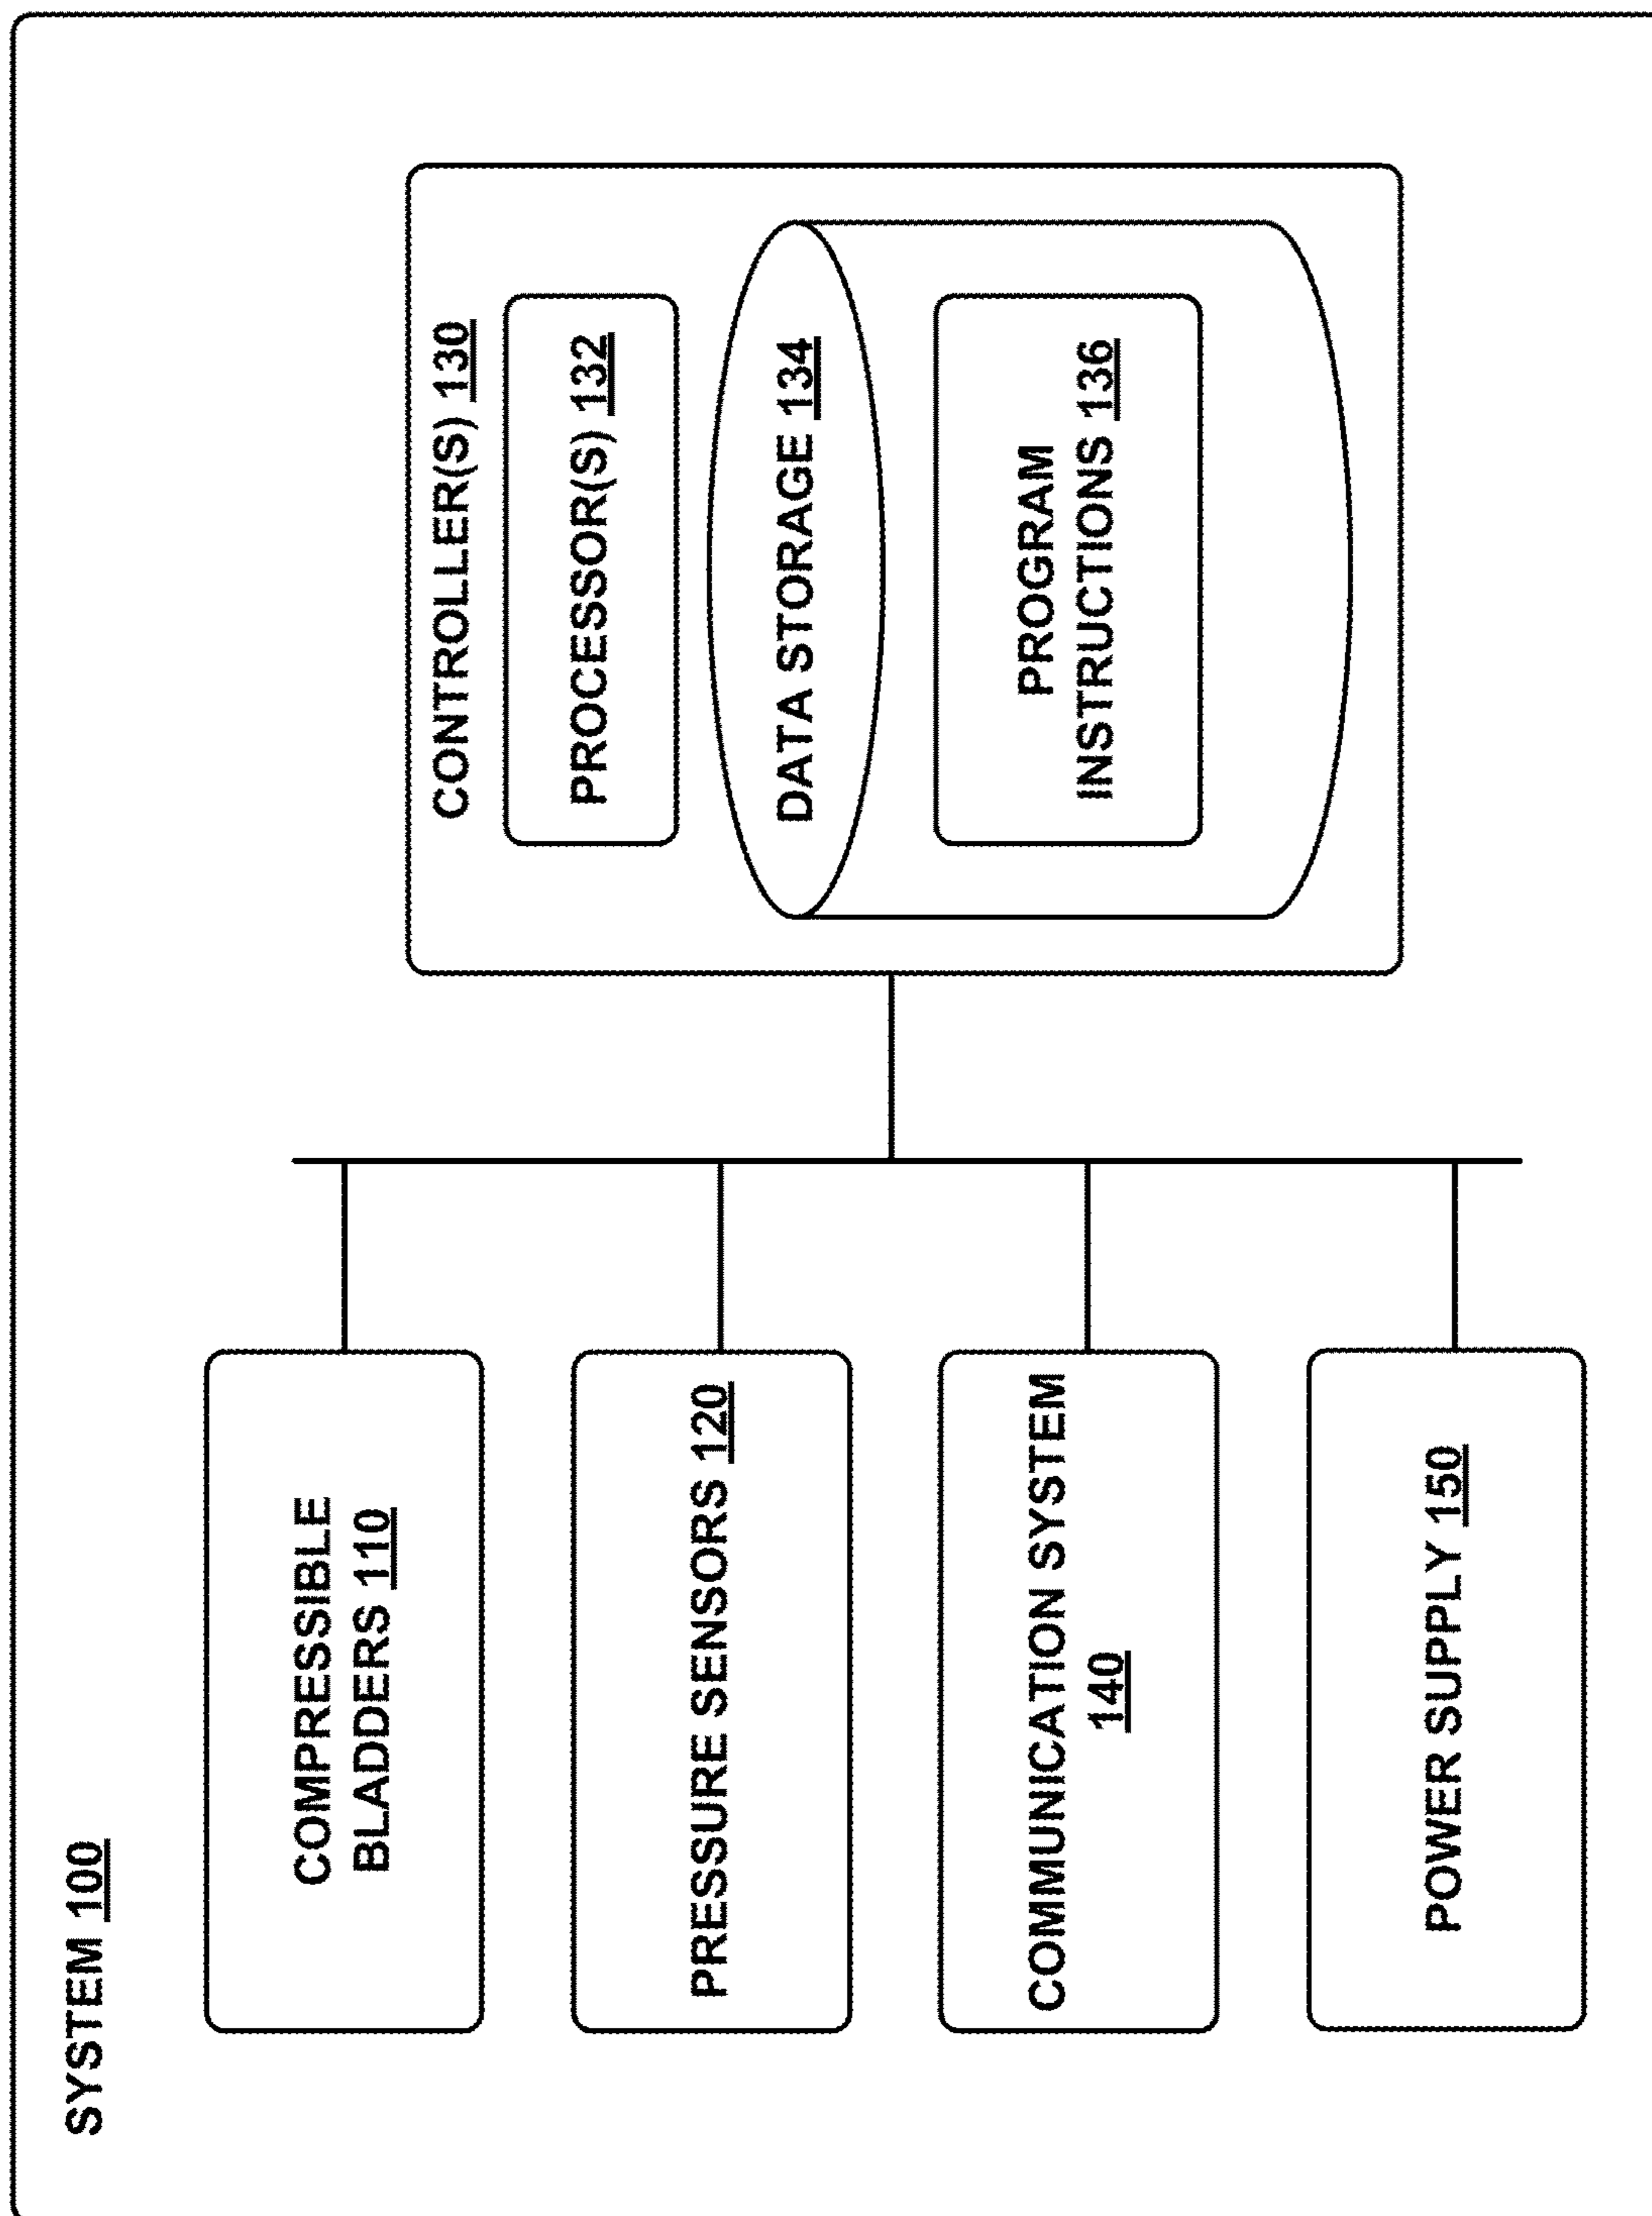 SYSTEM 100
COMPRESSIBLE
BLADDERS 110
PRESSURE SENSORS 120
COMMUNICATION SYSTEM
140
POWER SUPPLY 150
CONTROLLER(S) 130
PROCESSOR(S) 132
DATA STORAGE 134
PROGRAM
INSTRUCTIONS 136